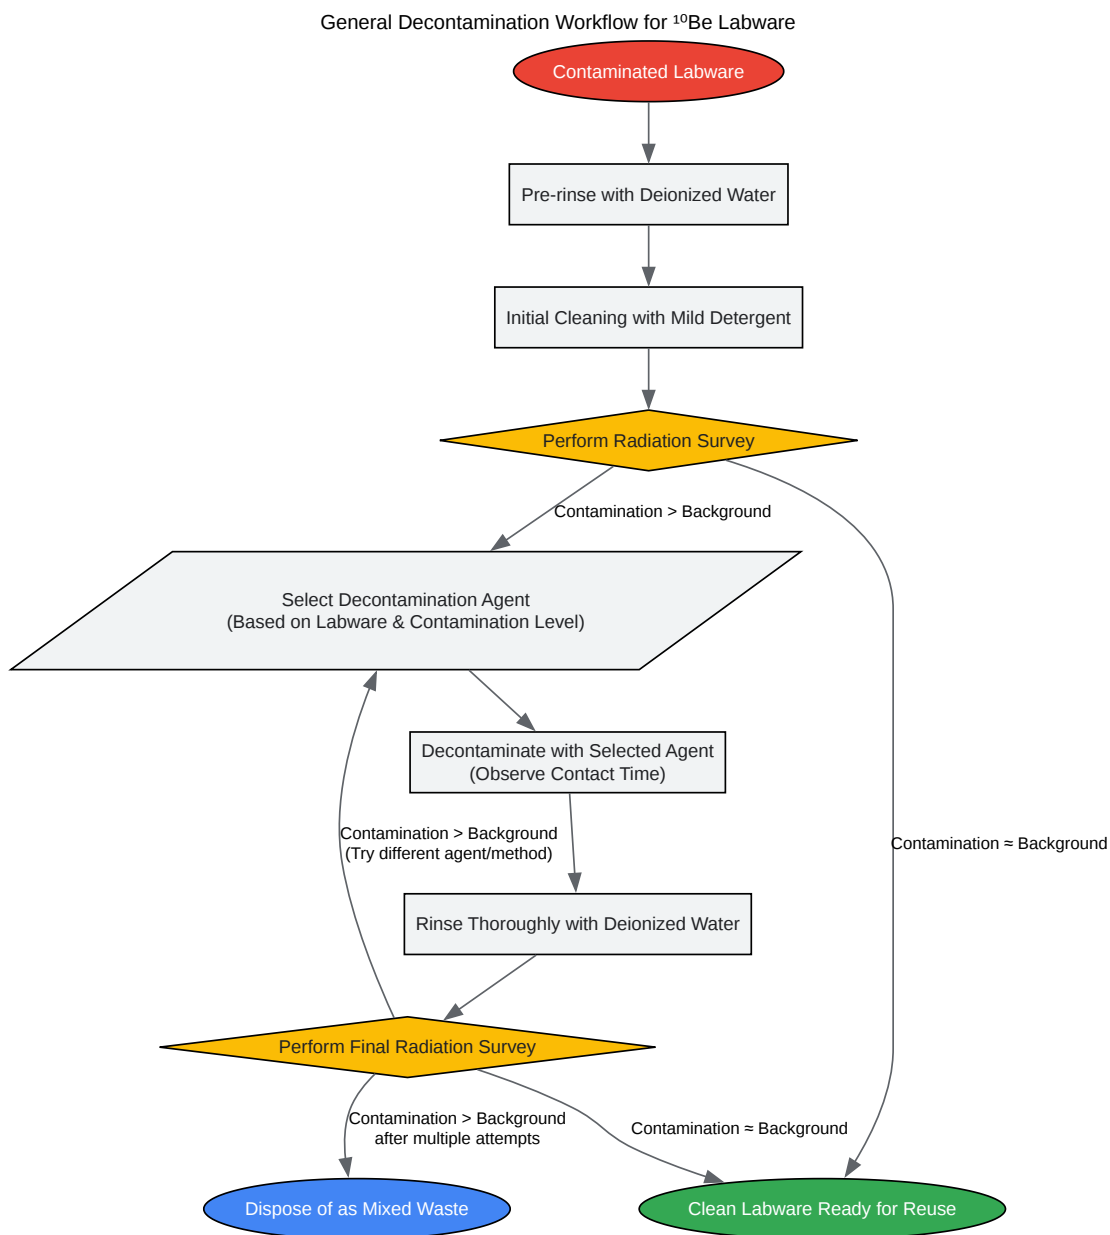 General Decontamination Workflow for ¹⁰Be Labware
Contaminated Labware
Pre-rinse with Deionized Water
Initial Cleaning with Mild Detergent
Perform Radiation Survey
Contamination > Background
Select Decontamination Agent
(Based on Labware & Contamination Level)
Decontaminate with Selected Agent
(Observe Contact Time)
Contamination > Background
(Try different agent/method)
Contamination ≈ Background
Rinse Thoroughly with Deionized Water
Perform Final Radiation Survey
Contamination > Background
after multiple attempts
Contamination ≈ Background
Dispose of as Mixed Waste
Clean Labware Ready for Reuse